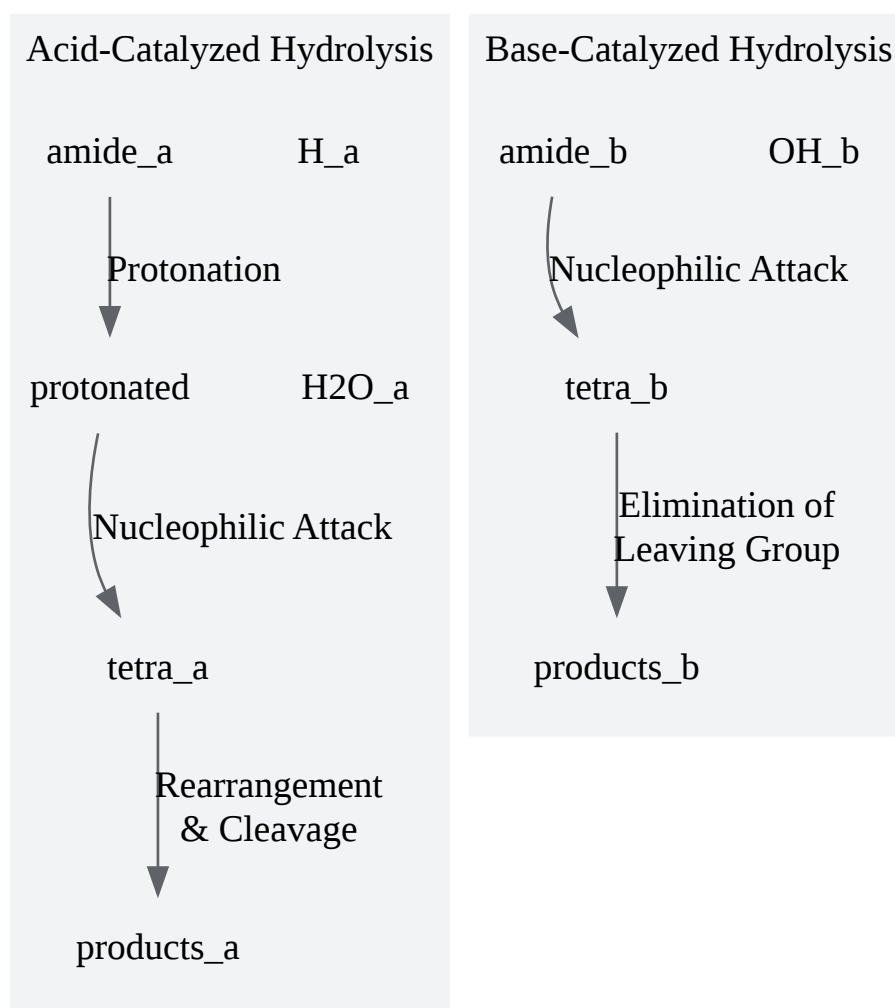 Acid-Catalyzed Hydrolysis
amide_a
H_a
Protonation
protonated
H2O_a
Nucleophilic Attack
tetra_a
Rearrangement
& Cleavage
products_a
Base-Catalyzed Hydrolysis
amide_b
OH_b
Nucleophilic Attack
tetra_b
Elimination of
Leaving Group
products_b